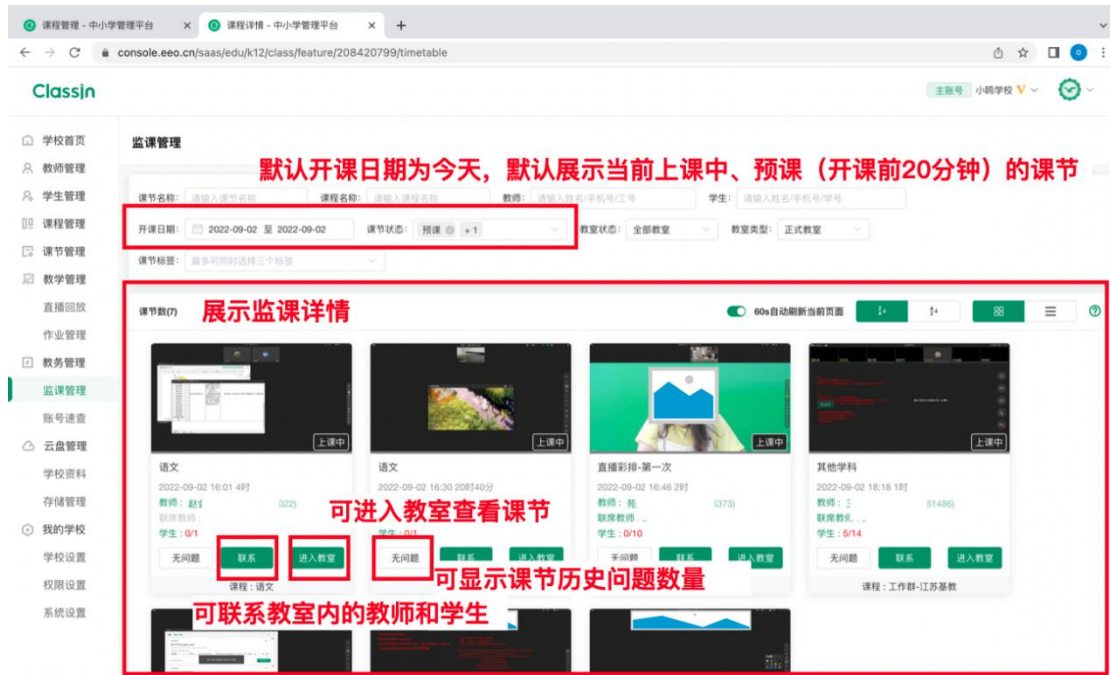 课程管理 - 中小学管理平台
课程详情 - 中小学管理平台
console.eeo.cn/saas/edu/k12/class/feature/208420799/timetable
ClassIn
主账号 小鸥学校
学校首页
教师管理
学生管理
课程管理
课节管理
教学管理
直播回放
作业管理
教务管理
监课管理
账号速查
云盘管理
学校资料
存储管理
我的学校
学校设置
权限设置
系统设置
监课管理
默认开课日期为今天，默认展示当前上课中、预课（开课前20分钟）的课节
课节名称: 请输入课节名称 课程名称: 请输入课程名称 教师: 请输入姓名/手机号/工号 学生: 请输入姓名/手机号/学号
开课日期: 2022-09-02 至 2022-09-02 课节状态: 预课 +1 教室状态: 全部教室 教室类型: 正式教室
课节标签: 最多可同时选择三个标签
课节数(7) 展示监课详情 60s自动刷新当前页面
上课中 上课中 上课中 上课中
语文
2022-09-02 16:01 4时
教师: 022)
联席教师:
学生: 0/1
无问题 联系 进入教室
课程 : 语文
语文
2022-09-02 16:30 20时40分
学生: 0/1
无问题 联系 进入教室
直播彩排-第一次
2022-09-02 16:46 2时
教师: 苑 373)
联席教师
学生: 0/10
无问题 联系 进入教室
其他学科
2022-09-02 18:18 1时
教师: 51486)
联席教
学生: 5/14
无问题 联系 进入教室
课程 : 工作群-江苏基教
可进入教室查看课节
可显示课节历史问题数量
可联系教室内的教师和学生